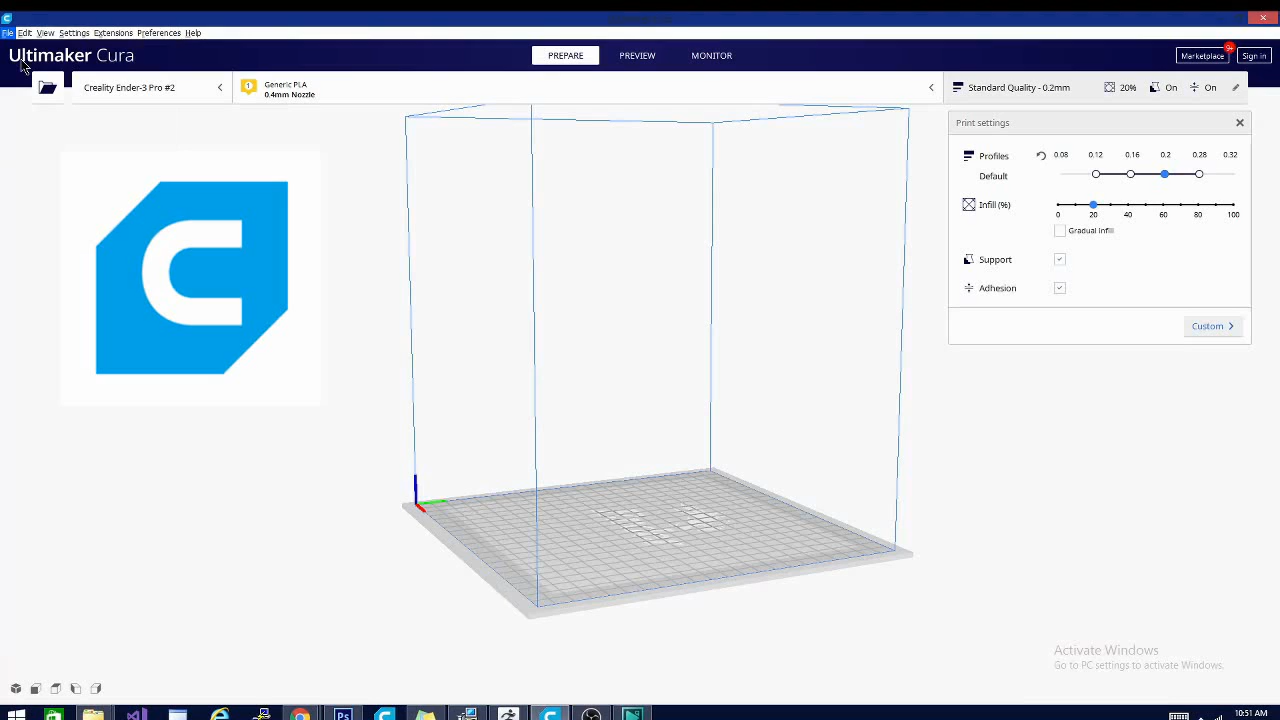 File Edit View Settings Extensions Preferences Help
Ultimaker Cura
PREPARE PREVIEW MONITOR
9+
Marketplace Sign in
Creality Ender-3 Pro #2
1
Generic PLA
0.4mm Nozzle
Standard Quality - 0.2mm 20% On On
Print settings
Profiles 0.08 0.12 0.16 0.2 0.28 0.32
Default
Infill (%)
0 20 40 60 80 100
Gradual infill
Support
Adhesion
Custom
C
Activate Windows
Go to PC settings to activate Windows.
Ps
10:51 AM